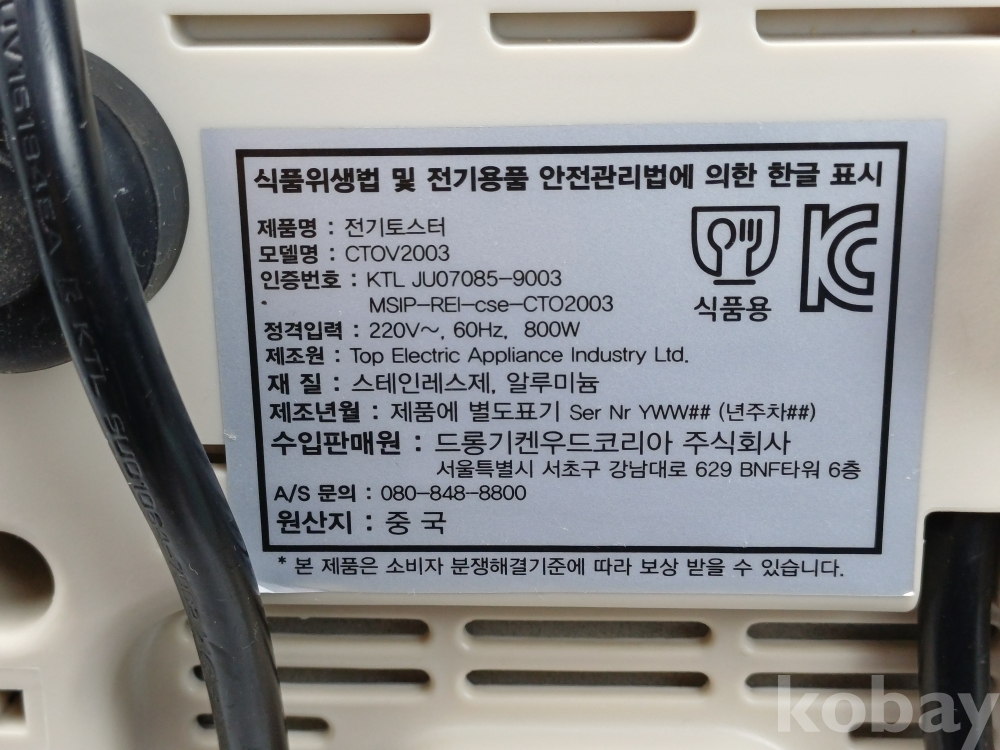 식품위생법 및 전기용품 안전관리법에 의한 한글 표시
제품명 : 전기토스터
모델명 : CTOV2003
인증번호 : KTL JU07085-9003
MSIP-REI-cse-CTO2003
정격입력 : 220V~, 60Hz, 800W
제조원 : Top Electric Appliance Industry Ltd.
재 질 : 스테인레스제, 알루미늄
제조년월 : 제품에 별도표기 Ser Nr YWW## (년주차##)
수입판매원 : 드롱기켄우드코리아 주식회사
서울특별시 서초구 강남대로 629 BNF타워 6층
A/S 문의 : 080-848-8800
원산지 : 중 국
* 본 제품은 소비자 분쟁해결기준에 따라 보상 받을 수 있습니다.
식품용
KC
KTL
kobay